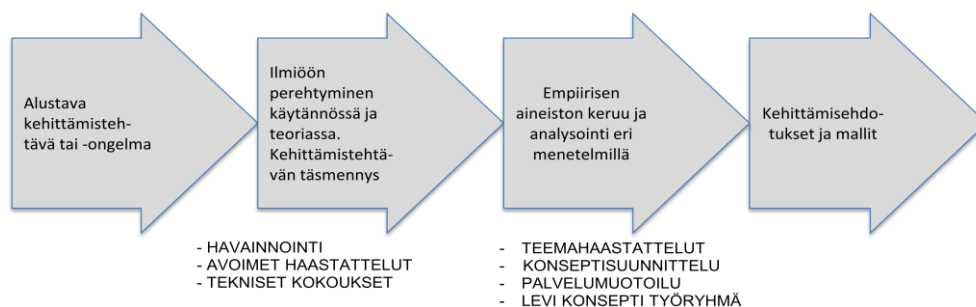 Alustava
kehittämisteh-
tävä tai -ongelma
Ilmiöön
perehtyminen
käytännössä ja
teoriassa.
Kehittämistehtä-
vän täsmennys
Empiirisen
aineiston keruu ja
analysointi eri
menetelmillä
Kehittämisehdo-
tukset ja mallit
- HAVAINNOINTI
- AVOIMET HAASTATTELUT
- TEKNISET KOKOUKSET
- TEEMAHAASTATTELUT
- KONSEPTISUUNNITTELU
- PALVELUMUOTOILU
- LEVI KONSEPTI TYÖRYHMÄ